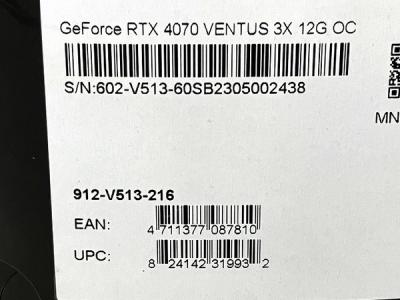 GeForce RTX 4070 VENTUS 3X 12G OC
S/N:602-V513-60SB2305002438
MN
912-V513-216
EAN:
4 711377 087810
UPC:
8 24142 31993 2